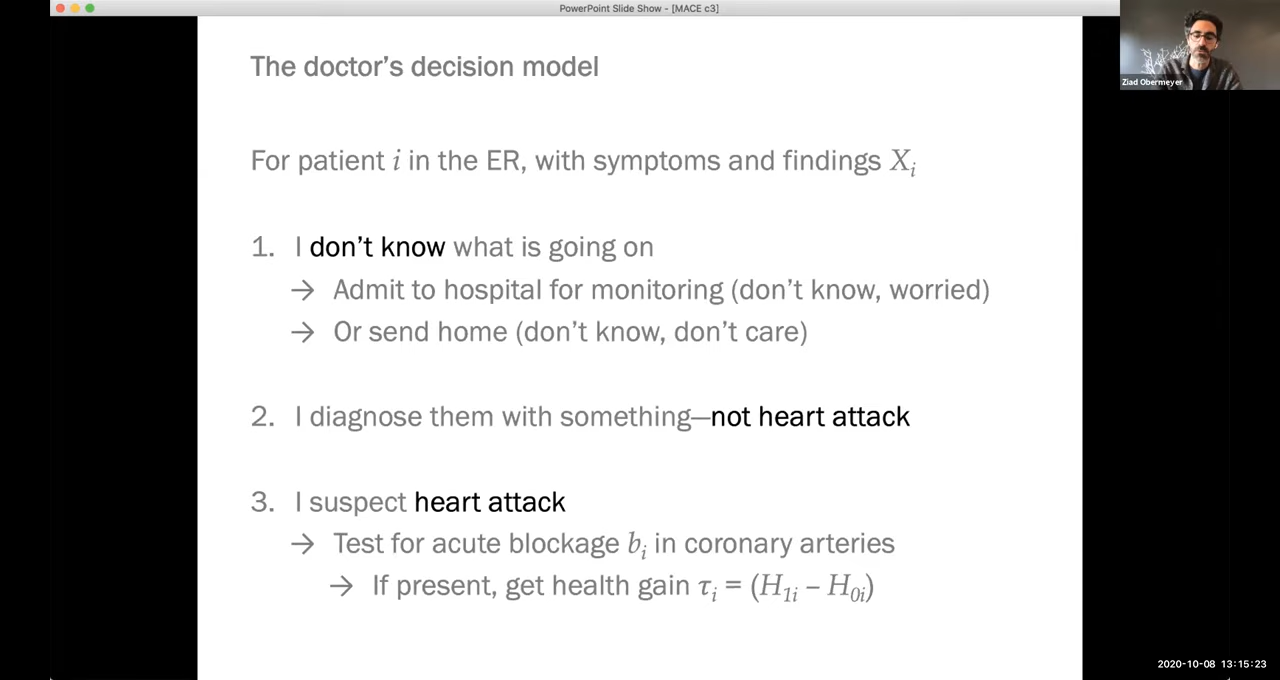 PowerPoint Slide Show - [MACE c3]
Ziad Obermeyer
The doctor's decision model
For patient i in the ER, with symptoms and findings Xᵢ
1. I don't know what is going on
→ Admit to hospital for monitoring (don't know, worried)
→ Or send home (don't know, don't care)
2. I diagnose them with something—not heart attack
3. I suspect heart attack
→ Test for acute blockage bᵢ in coronary arteries
→ If present, get health gain τᵢ = (H₁ᵢ – H₀ᵢ)
2020-10-08 13:15:23